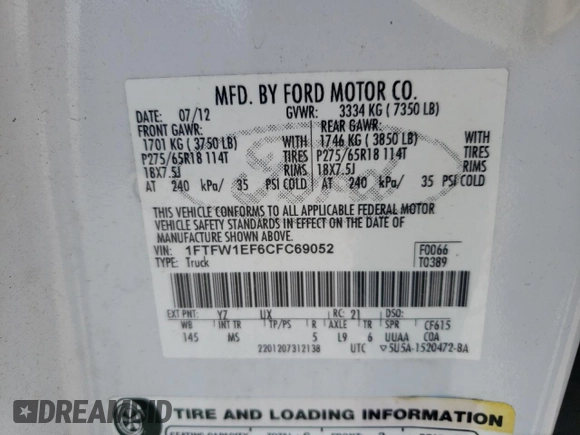 MFD. BY FORD MOTOR CO.
DATE: 07/12 GVWR: 3334 KG ( 7350 LB)
FRONT GAWR: REAR GAWR:
1701 KG ( 3750 LB) WITH 1746 KG ( 3850 LB) WITH
P275/65R18 114T TIRES P275/65R18 114T TIRES
18X7.5J RIMS 18X7.5J RIMS
AT 240 kPa/ 35 PSI COLD AT 240 kPa/ 35 PSI COLD
THIS VEHICLE CONFORMS TO ALL APPLICABLE FEDERAL MOTOR
VEHICLE SAFETY STANDARDS IN EFFECT ON THE DATE OF
MANUFACTURE SHOWN ABOVE.
VIN: 1FTFW1EF6CFC69052 F0066
TYPE: Truck T0389
EXT PNT: YZ UX RC: 21 DSO:
WB INT TR TP/PS R AXLE TR SPR CF615
145 MS 5 L9 6 UUAA COA
2201207312138 UTC ▽5U5A-1520472-BA
TIRE AND LOADING INFORMATION
DREAMBID